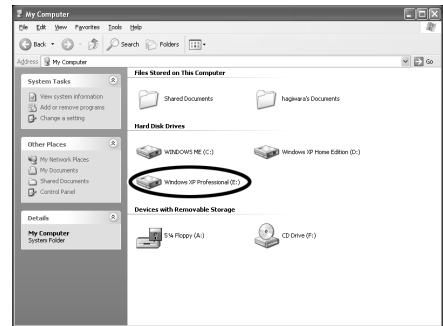 My Computer
File Edit View Favorites Tools Help
Back Search Folders
Address My Computer Go
System Tasks
View system information
Add or remove programs
Change a setting
Other Places
My Network Places
My Documents
Shared Documents
Control Panel
Details
My Computer
System Folder
Files Stored on This Computer
Shared Documents hagiwara's Documents
Hard Disk Drives
WINDOWS ME (C:) Windows XP Home Edition (D:)
Windows XP Professional (E:)
Devices with Removable Storage
5¼ Floppy (A:) CD Drive (F:)